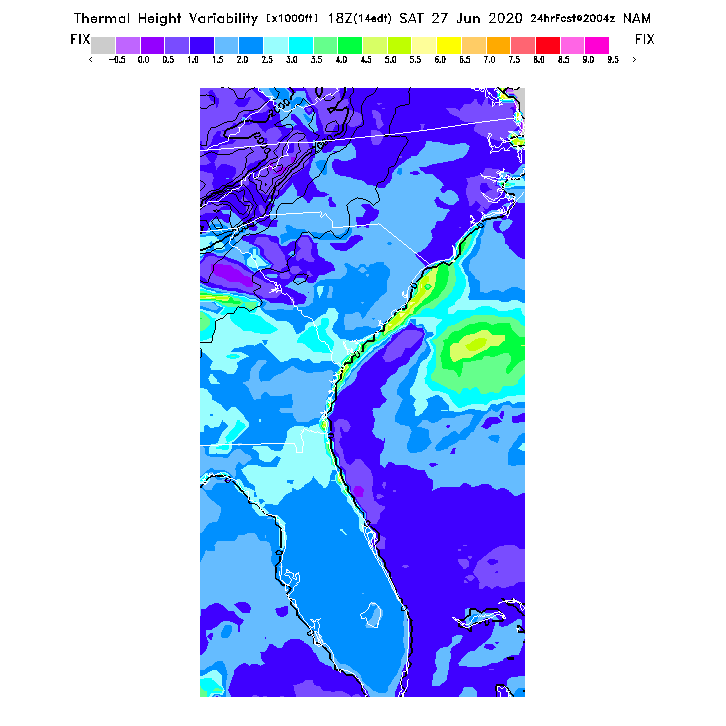 Thermal Height Variability [x1000ft] 18Z(14edt) SAT 27 Jun 2020 24hrFcst@2004z NAM
FIX FIX
< -0.5 0.0 0.5 1.0 1.5 2.0 2.5 3.0 3.5 4.0 4.5 5.0 5.5 6.0 6.5 7.0 7.5 8.0 8.5 9.0 9.5 >
2000
2000